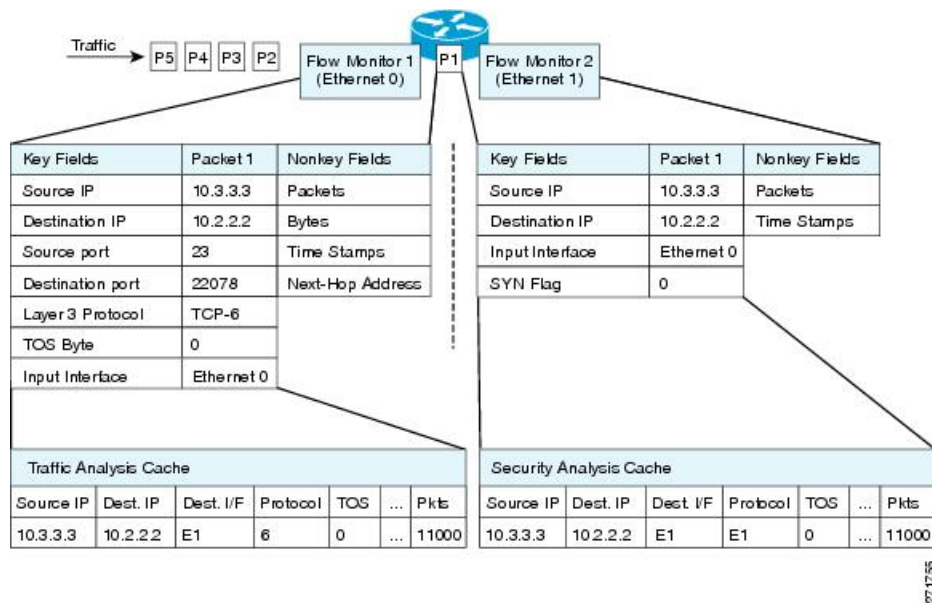 Traffic
P5 P4 P3 P2
Flow Monitor 1
(Ethernet 0)
P1
Flow Monitor 2
(Ethernet 1)
Key Fields Packet 1 Nonkey Fields
Source IP 10.3.3.3 Packets
Destination IP 10.2.2.2 Bytes
Source port 23 Time Stamps
Destination port 22078 Next-Hop Address
Layer 3 Protocol TCP-6
TOS Byte 0
Input Interface Ethernet 0
Key Fields Packet 1 Nonkey Fields
Source IP 10.3.3.3 Packets
Destination IP 10.2.2.2 Time Stamps
Input Interface Ethernet 0
SYN Flag 0
Traffic Analysis Cache
Source IP Dest. IP Dest. I/F Protocol TOS ... Pkts
10.3.3.3 10.2.2.2 E1 6 0 ... 11000
Security Analysis Cache
Source IP Dest. IP Dest. I/F Protocol TOS ... Pkts
10.3.3.3 10.2.2.2 E1 E1 0 ... 11000